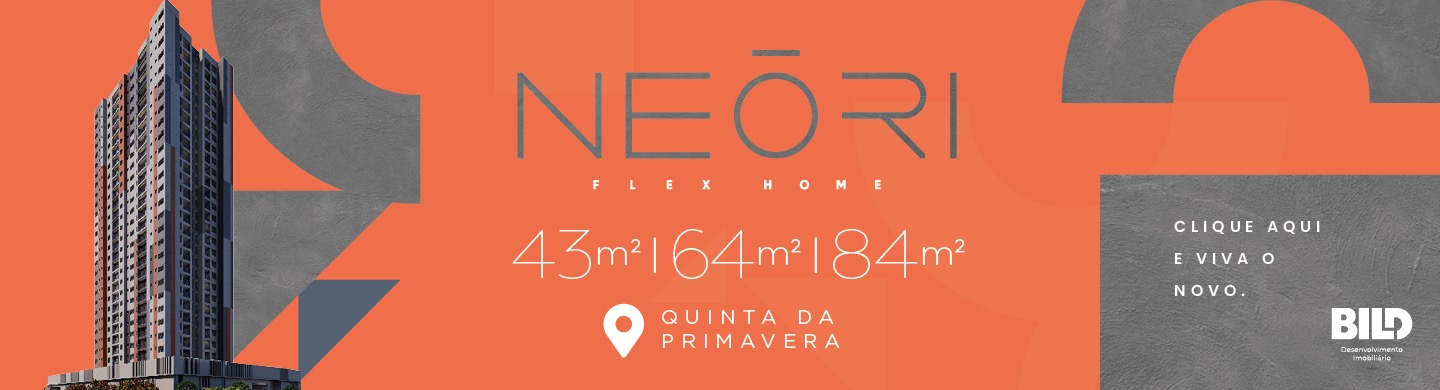 NEŌRI
FLEX HOME
43m² | 64m² | 84m²
QUINTA DA
PRIMAVERA
CLIQUE AQUI
E VIVA O
NOVO.
BILD
Desenvolvimento
Imobiliário